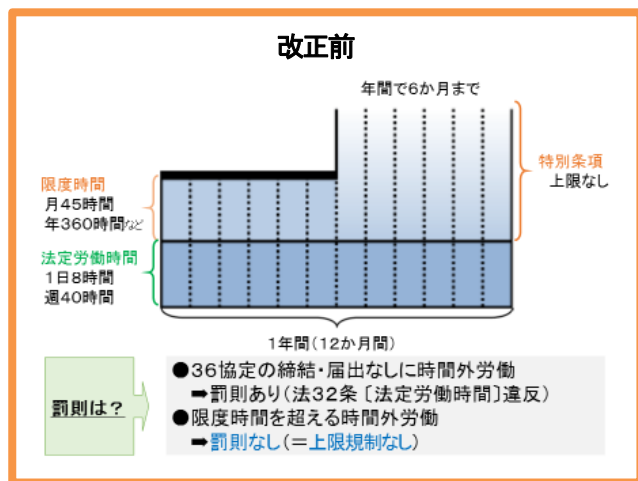 改正前
年間で6か月まで
特別条項
上限なし
限度時間
月45時間
年360時間など
法定労働時間
1日8時間
週40時間
1年間(12か月間)
罰則は？
●36協定の締結・届出なしに時間外労働
➡罰則あり(法32条〔法定労働時間〕違反)
●限度時間を超える時間外労働
➡罰則なし(＝上限規制なし)